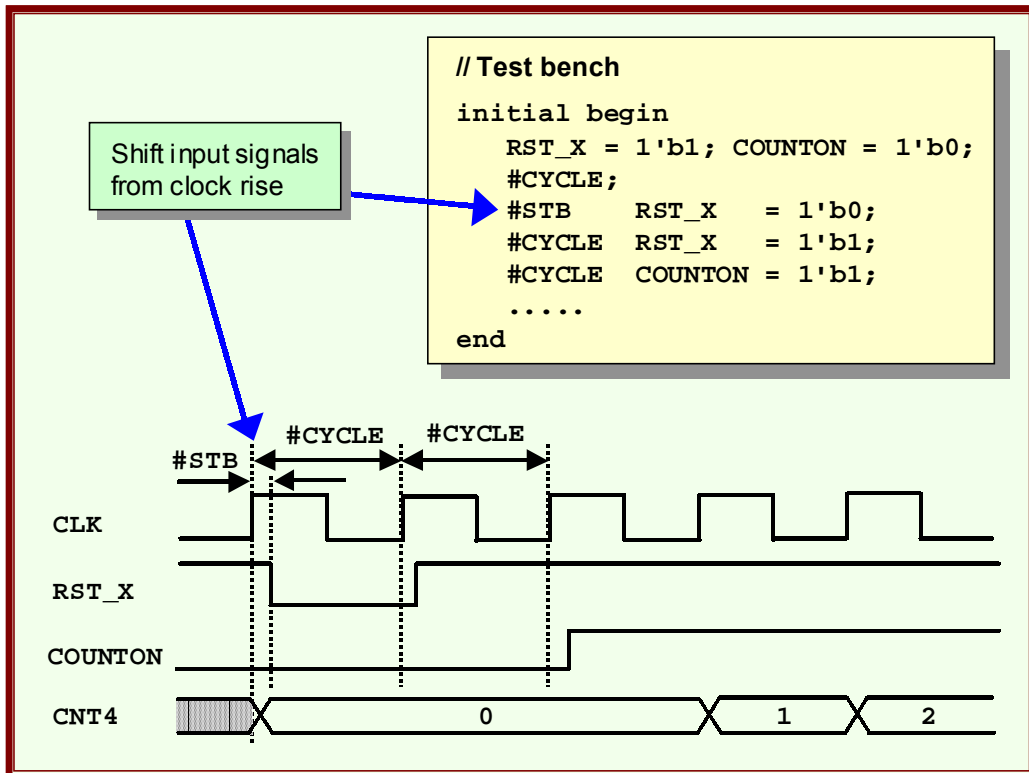 // Test bench
initial begin
RST_X = 1'b1; COUNTON = 1'b0;
#CYCLE;
#STB RST_X = 1'b0;
#CYCLE RST_X = 1'b1;
#CYCLE COUNTON = 1'b1;
.....
end
Shift input signals
from clock rise
#CYCLE #CYCLE
#STB
CLK
RST_X
COUNTON
CNT4 0 1 2